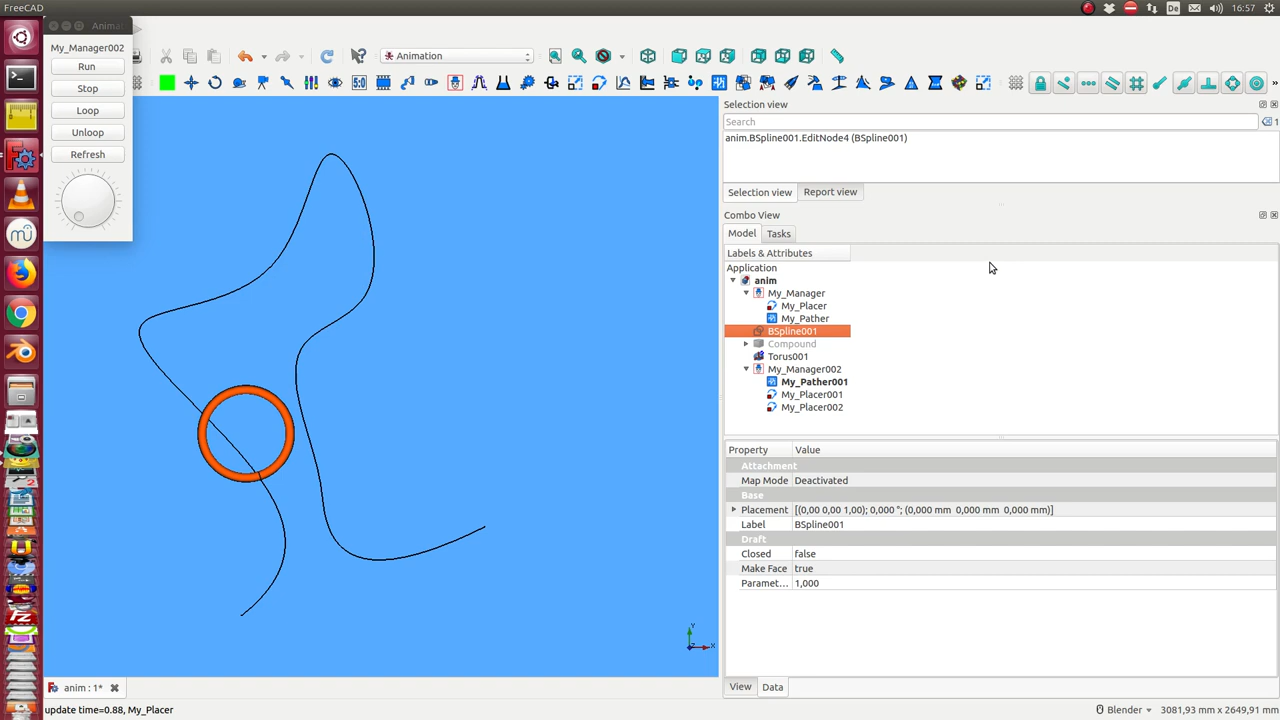 FreeCAD
De
16:57
Anima
My_Manager002
Run
Stop
Loop
Unloop
Refresh
Animation
Selection view
Search
1
anim.BSpline001.EditNode4 (BSpline001)
Selection view
Report view
Combo View
Model
Tasks
Labels & Attributes
Application
anim
My_Manager
My_Placer
My_Pather
BSpline001
Compound
Torus001
My_Manager002
My_Pather001
My_Placer001
My_Placer002
Property Value
Attachment
Map Mode Deactivated
Base
Placement [(0,00 0,00 1,00); 0,000 °; (0,000 mm 0,000 mm 0,000 mm)]
Label BSpline001
Draft
Closed false
Make Face true
Paramet... 1,000
Y
X
View
Data
anim : 1*
update time=0.88, My_Placer
Blender
3081,93 mm x 2649,91 mm